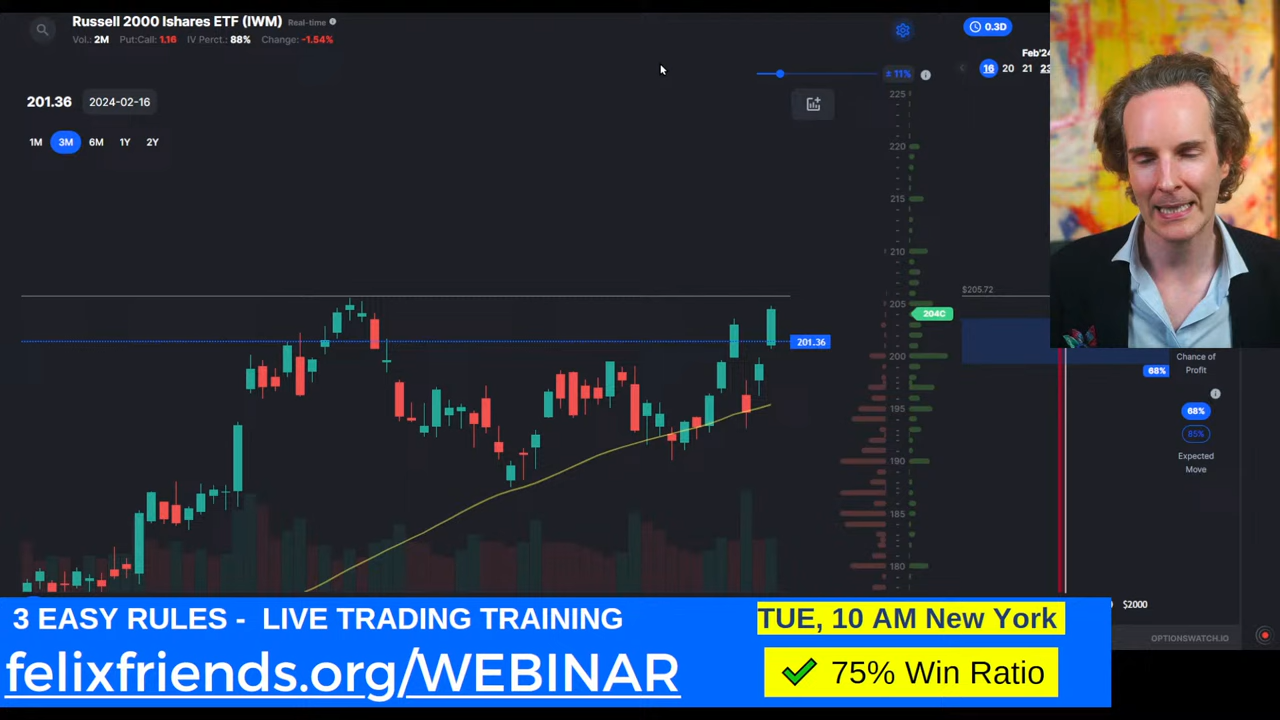 Russell 2000 Ishares ETF (IWM) Real-time
Vol.: 2M Put:Call: 1.16 IV Perct.: 88% Change: -1.54%
0.3D
Feb'24
16 20 21
± 11%
201.36 2024-02-16
1M 3M 6M 1Y 2Y
225
220
215
210
205
200
195
190
185
180
204C
201.36
$205.72
Chance of
Profit
68%
68%
85%
Expected
Move
$2000
OPTIONSWATCH.IO
3 EASY RULES - LIVE TRADING TRAINING
TUE, 10 AM New York
felixfriends.org/WEBINAR
75% Win Ratio